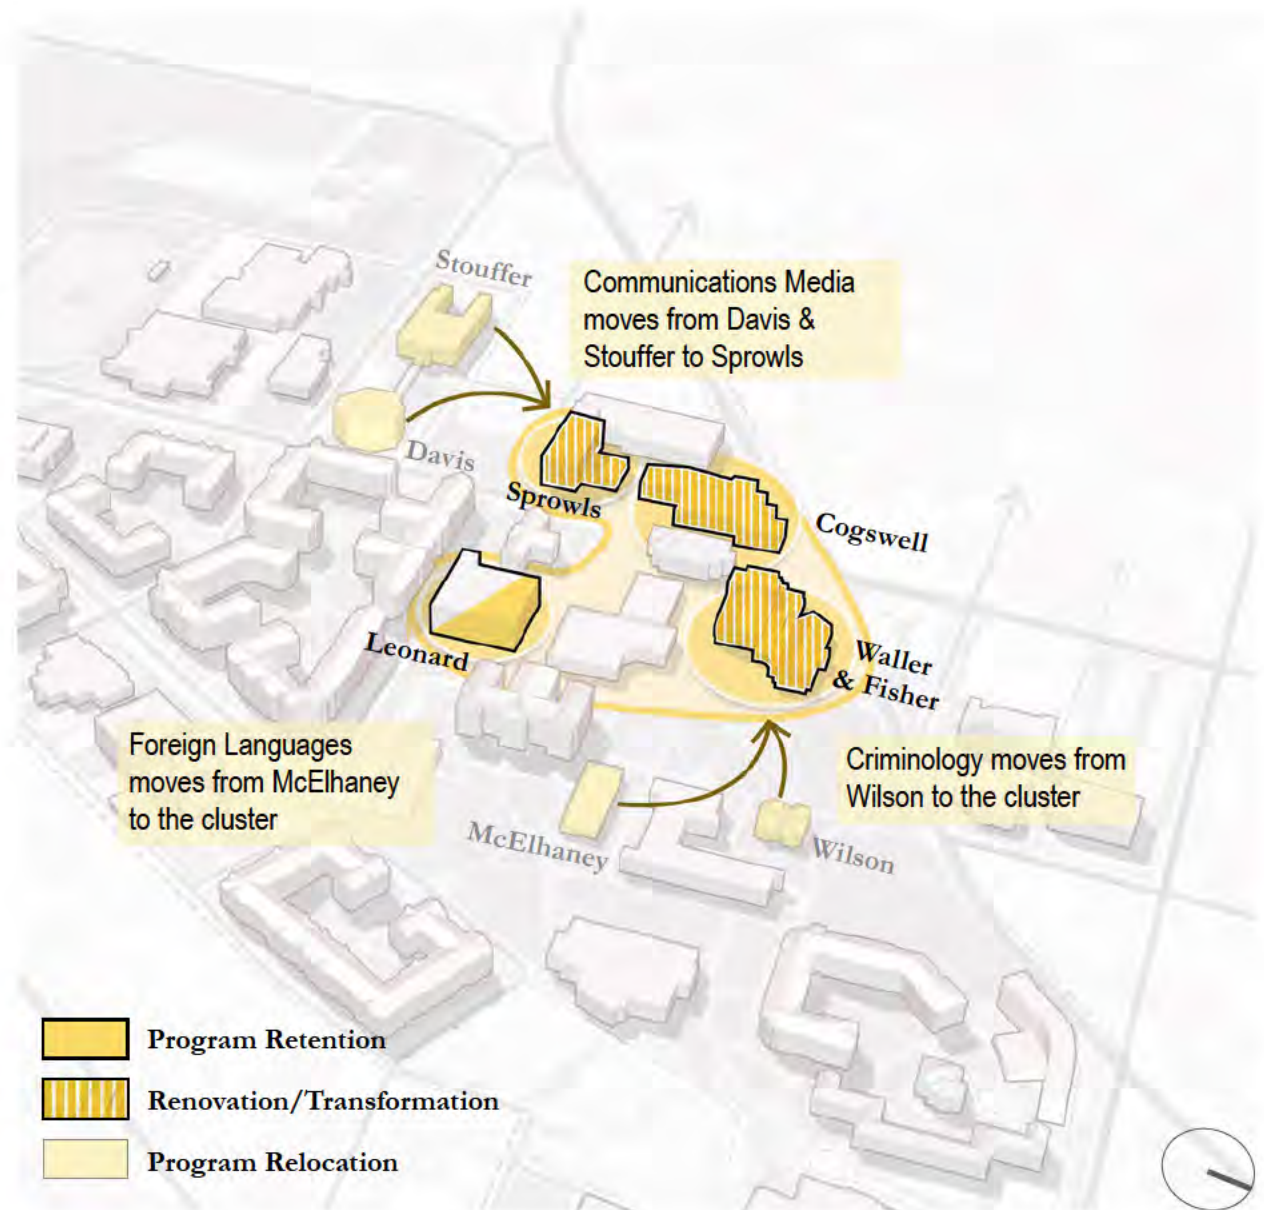 Stouffer
Communications Media
moves from Davis &
Stouffer to Sprowls
Davis
Sprowls
Cogswell
Leonard
Waller
& Fisher
Foreign Languages
moves from McElhaney
to the cluster
Criminology moves from
Wilson to the cluster
McElhaney
Wilson
Program Retention
Renovation/Transformation
Program Relocation